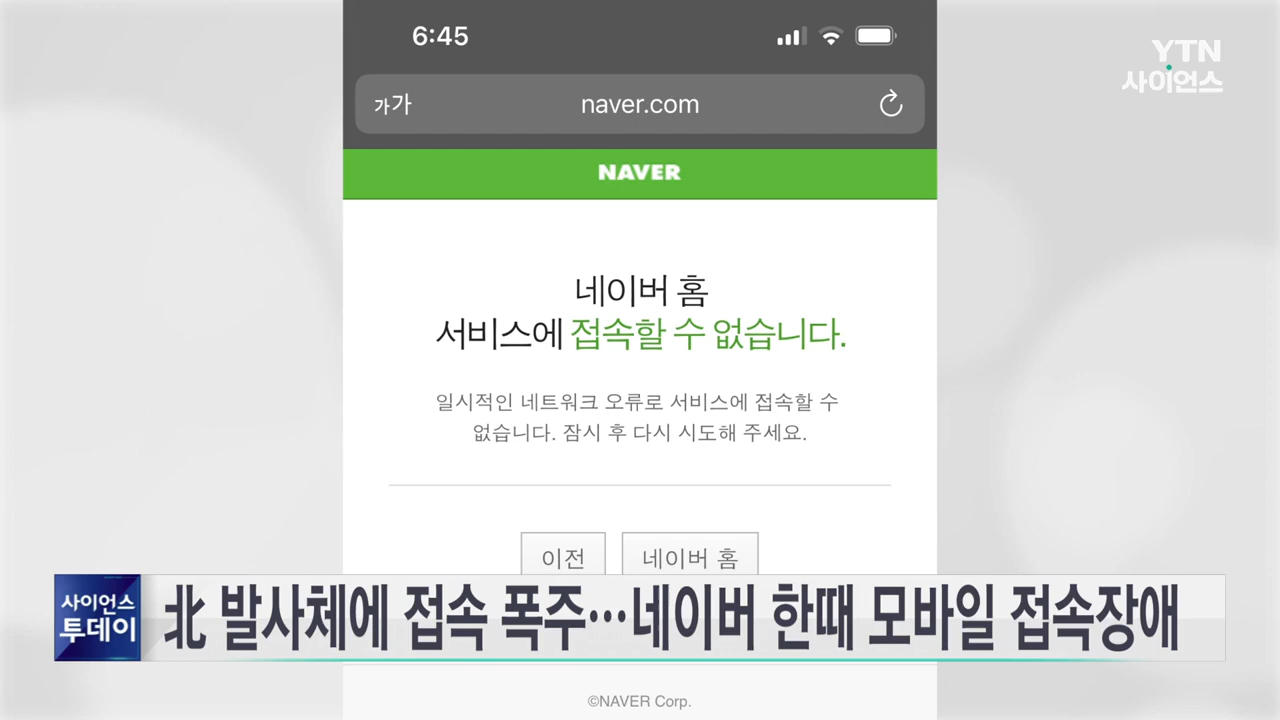 6:45
YTN
사이언스
가가
naver.com
NAVER
네이버 홈
서비스에 접속할 수 없습니다.
일시적인 네트워크 오류로 서비스에 접속할 수
없습니다. 잠시 후 다시 시도해 주세요.
이전
네이버 홈
사이언스
투데이
北 발사체에 접속 폭주…네이버 한때 모바일 접속장애
©NAVER Corp.